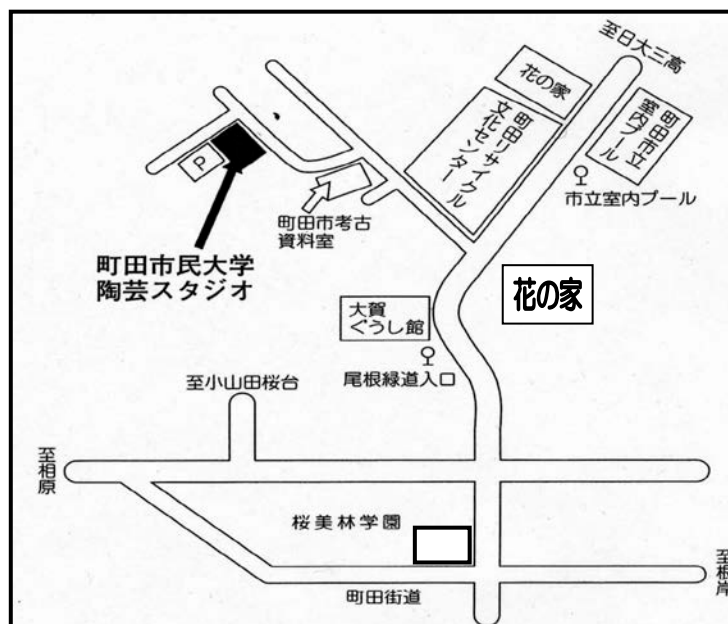 至日大三高
花の家
町田リサイクル
文化センター
町田市立
室内プール
市立室内プール
P
町田市考古
資料室
町田市民大学
陶芸スタジオ
花の家
大賀
ぐうし館
尾根緑道入口
至小山田桜台
至相原
桜美林学園
至根岸
町田街道